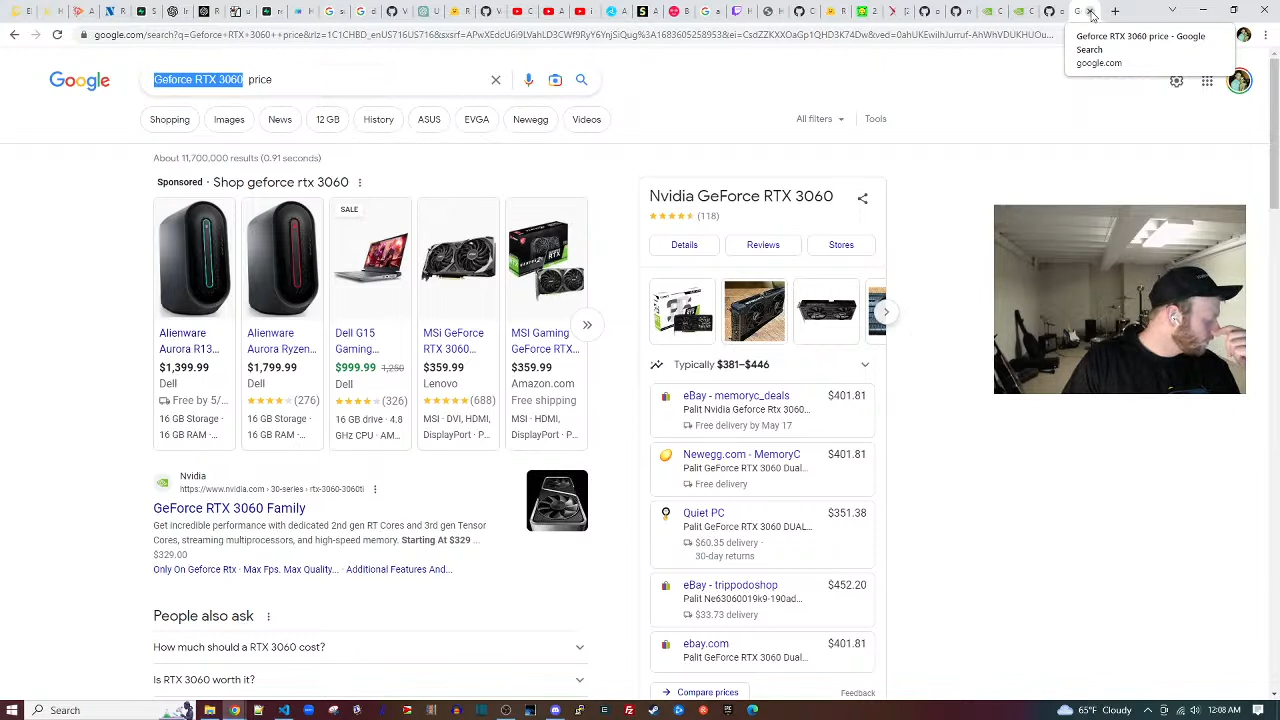 google.com/search?q=Geforce+RTX+3060++price&rlz=1C1CHBD_enUS716US716&sxsrf=APwXEdcU6i9LVahLD3CWf9RyY6YnjSiQug%3A1683605258953&ei=CsdZZKXXOaGp1QHD3K74Dw&ved=0ahUKEwilhJurruf-AhWhVDUKHUOu...
Geforce RTX 3060 price - Google
Search
google.com
Google
Geforce RTX 3060 price
Shopping
Images
News
12 GB
History
ASUS
EVGA
Newegg
Videos
All filters
Tools
About 11,700,000 results (0.91 seconds)
Sponsored · Shop geforce rtx 3060
SALE
Alienware
Aurora R13...
$1,399.99
Dell
Free by 5/...
16 GB Storage ·
16 GB RAM ·...
Alienware
Aurora Ryzen...
$1,799.99
Dell
(276)
16 GB Storage ·
16 GB RAM ·...
Dell G15
Gaming...
$999.99 1,250
Dell
(326)
16 GB drive · 4.8
GHz CPU · AM...
MSi GeForce
RTX 3060...
$359.99
Lenovo
(688)
MSI · DVI, HDMI,
DisplayPort · P...
MSI Gaming
GeForce RTX...
$359.99
Amazon.com
Free shipping
MSI · HDMI,
DisplayPort · P...
Nvidia
https://www.nvidia.com › 30-series › rtx-3060-3060ti
GeForce RTX 3060 Family
Get incredible performance with dedicated 2nd gen RT Cores and 3rd gen Tensor
Cores, streaming multiprocessors, and high-speed memory. Starting At $329 ...
$329.00
Only On Geforce Rtx · Max Fps. Max Quality... · Additional Features And...
People also ask
How much should a RTX 3060 cost?
Is RTX 3060 worth it?
Nvidia GeForce RTX 3060
(118)
Details
Reviews
Stores
Typically $381–$446
eBay - memoryc_deals
$401.81
Palit Nvidia Geforce Rtx 3060...
Free delivery by May 17
Newegg.com - MemoryC
$401.81
Palit GeForce RTX 3060 Dual...
Free delivery
Quiet PC
$351.38
Palit GeForce RTX 3060 DUAL...
$60.35 delivery ·
30-day returns
eBay - trippodoshop
$452.20
Palit Ne63060019k9-190ad...
$33.73 delivery
ebay.com
$401.81
Palit GeForce RTX 3060 Dual...
Compare prices
Feedback
Search
65°F Cloudy
12:08 AM